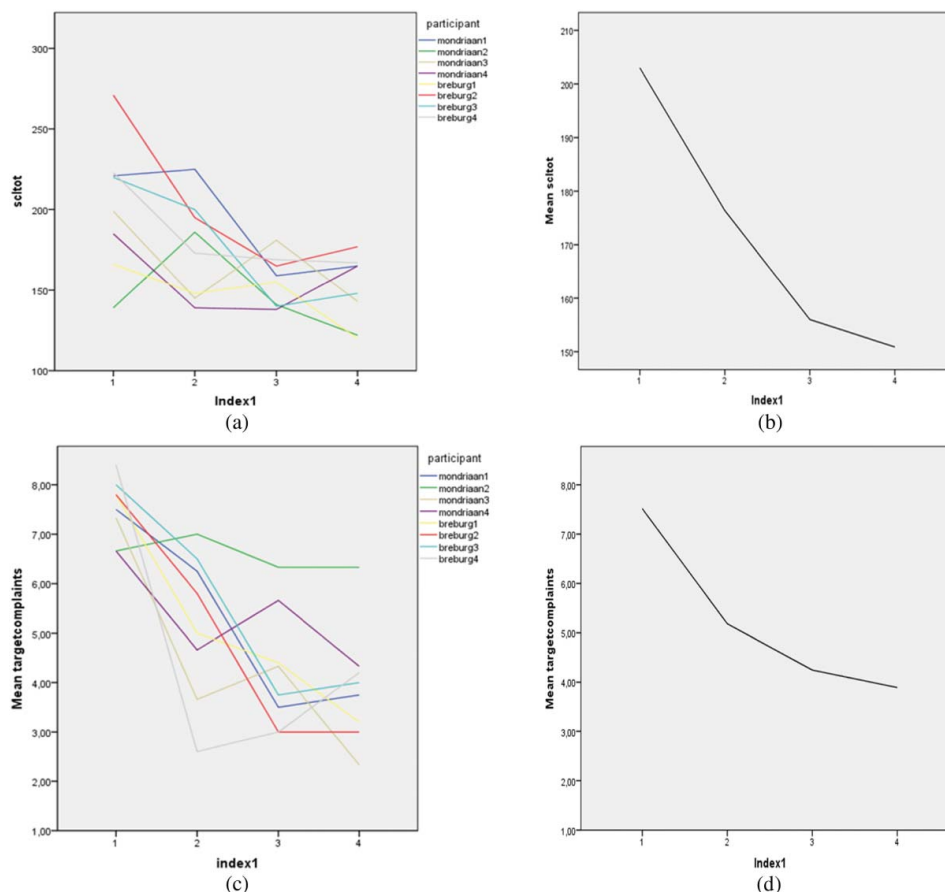 participant
mondriaan1
mondriaan2
mondriaan3
mondriaan4
breburg1
breburg2
breburg3
breburg4
300
250
200
150
100
scltot
1 2 3 4
Index1
(a)
210
200
190
180
170
160
150
Mean scltot
1 2 3 4
Index1
(b)
participant
mondriaan1
mondriaan2
mondriaan3
mondriaan4
breburg1
breburg2
breburg3
breburg4
8,00
7,00
6,00
5,00
4,00
3,00
2,00
1,00
Mean targetcomplaints
1 2 3 4
index1
(c)
8,00
7,00
6,00
5,00
4,00
3,00
2,00
1,00
Mean targetcomplaints
1 2 3 4
Index1
(d)